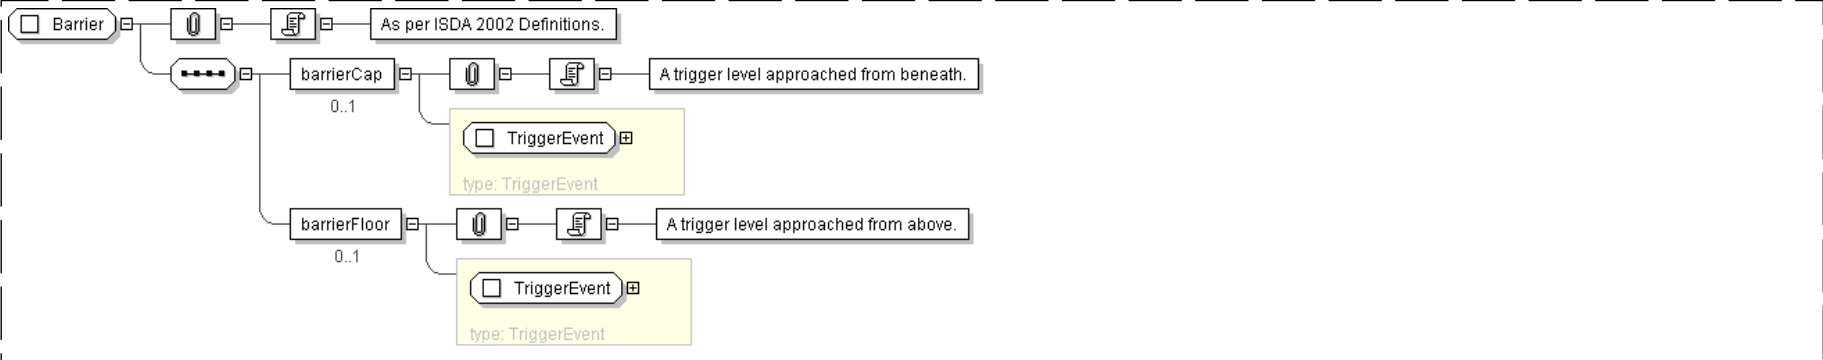 Barrier
As per ISDA 2002 Definitions.
barrierCap
A trigger level approached from beneath.
0..1
TriggerEvent
type: TriggerEvent
barrierFloor
A trigger level approached from above.
0..1
TriggerEvent
type: TriggerEvent